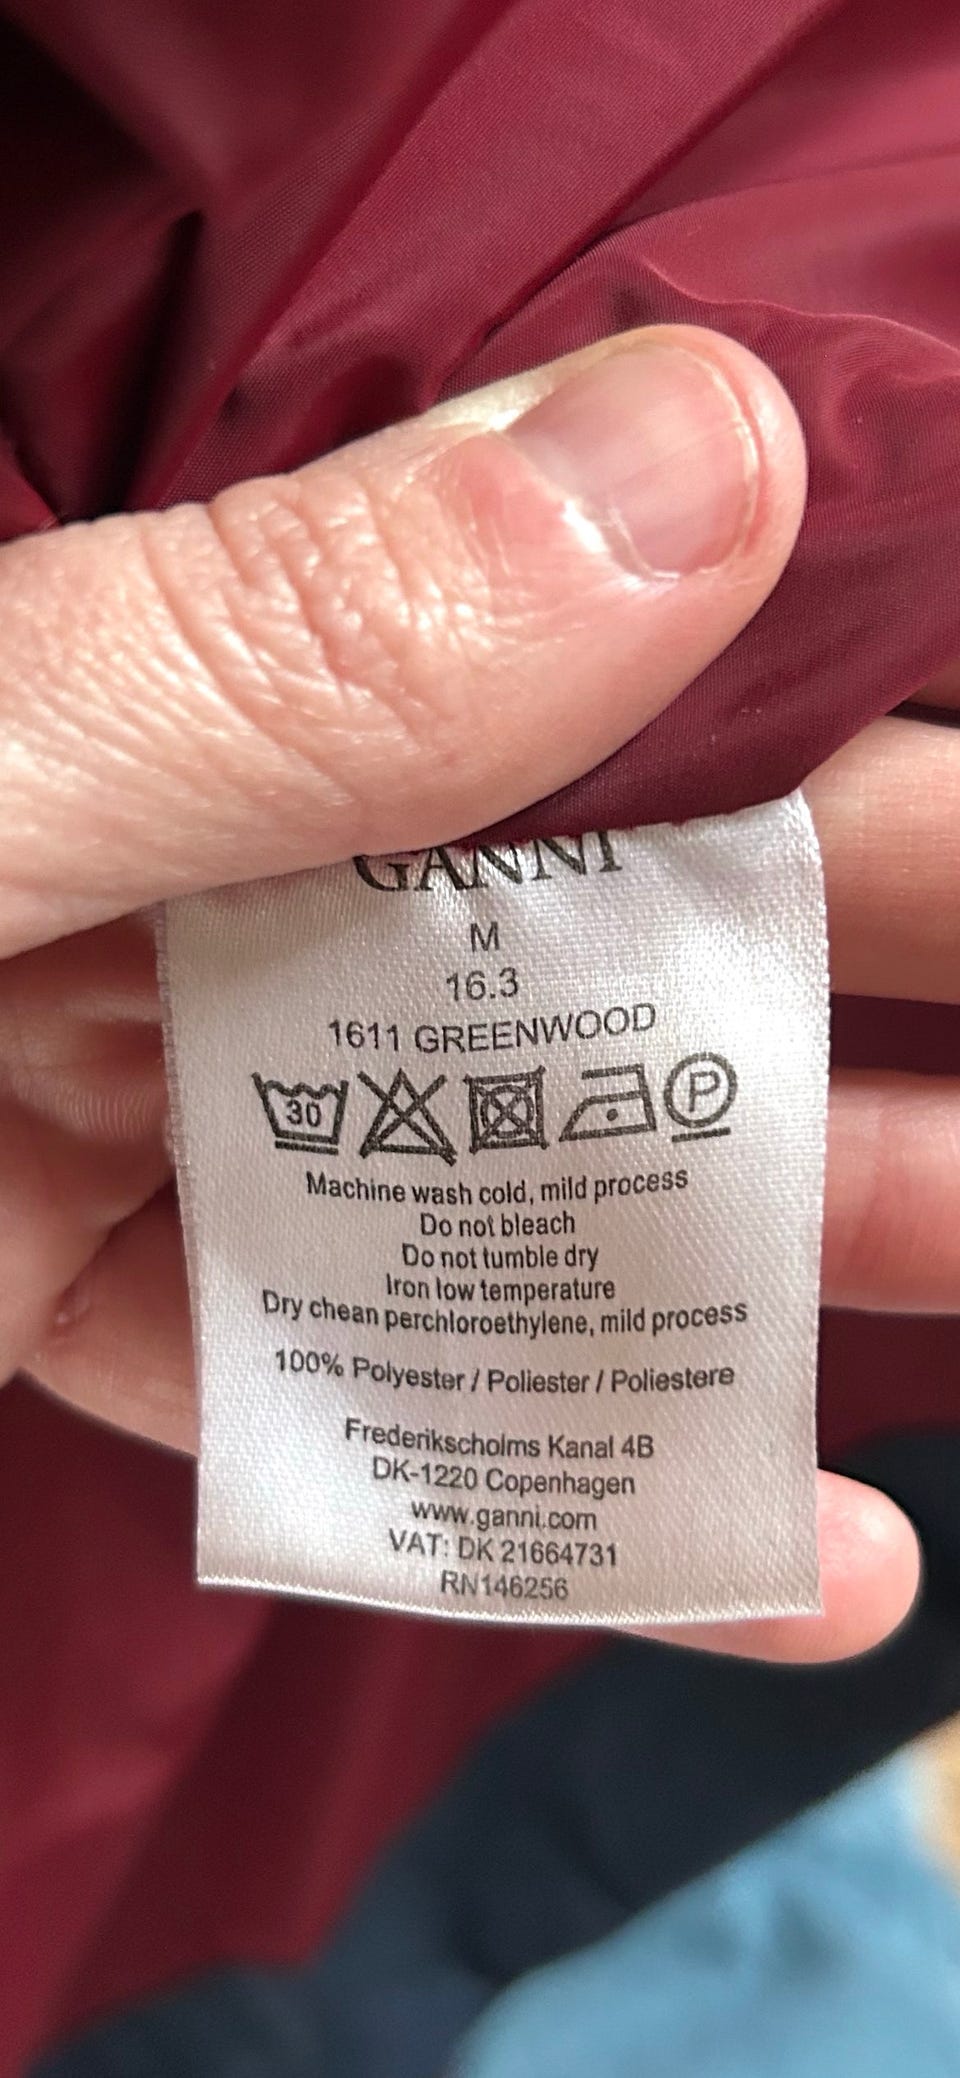 GANNI
M
16.3
1611 GREENWOOD
30 P
Machine wash cold, mild process
Do not bleach
Do not tumble dry
Iron low temperature
Dry chean perchloroethylene, mild process
100% Polyester / Poliester / Poliestere
Frederikscholms Kanal 4B
DK-1220 Copenhagen
www.ganni.com
VAT: DK 21664731
RN146256